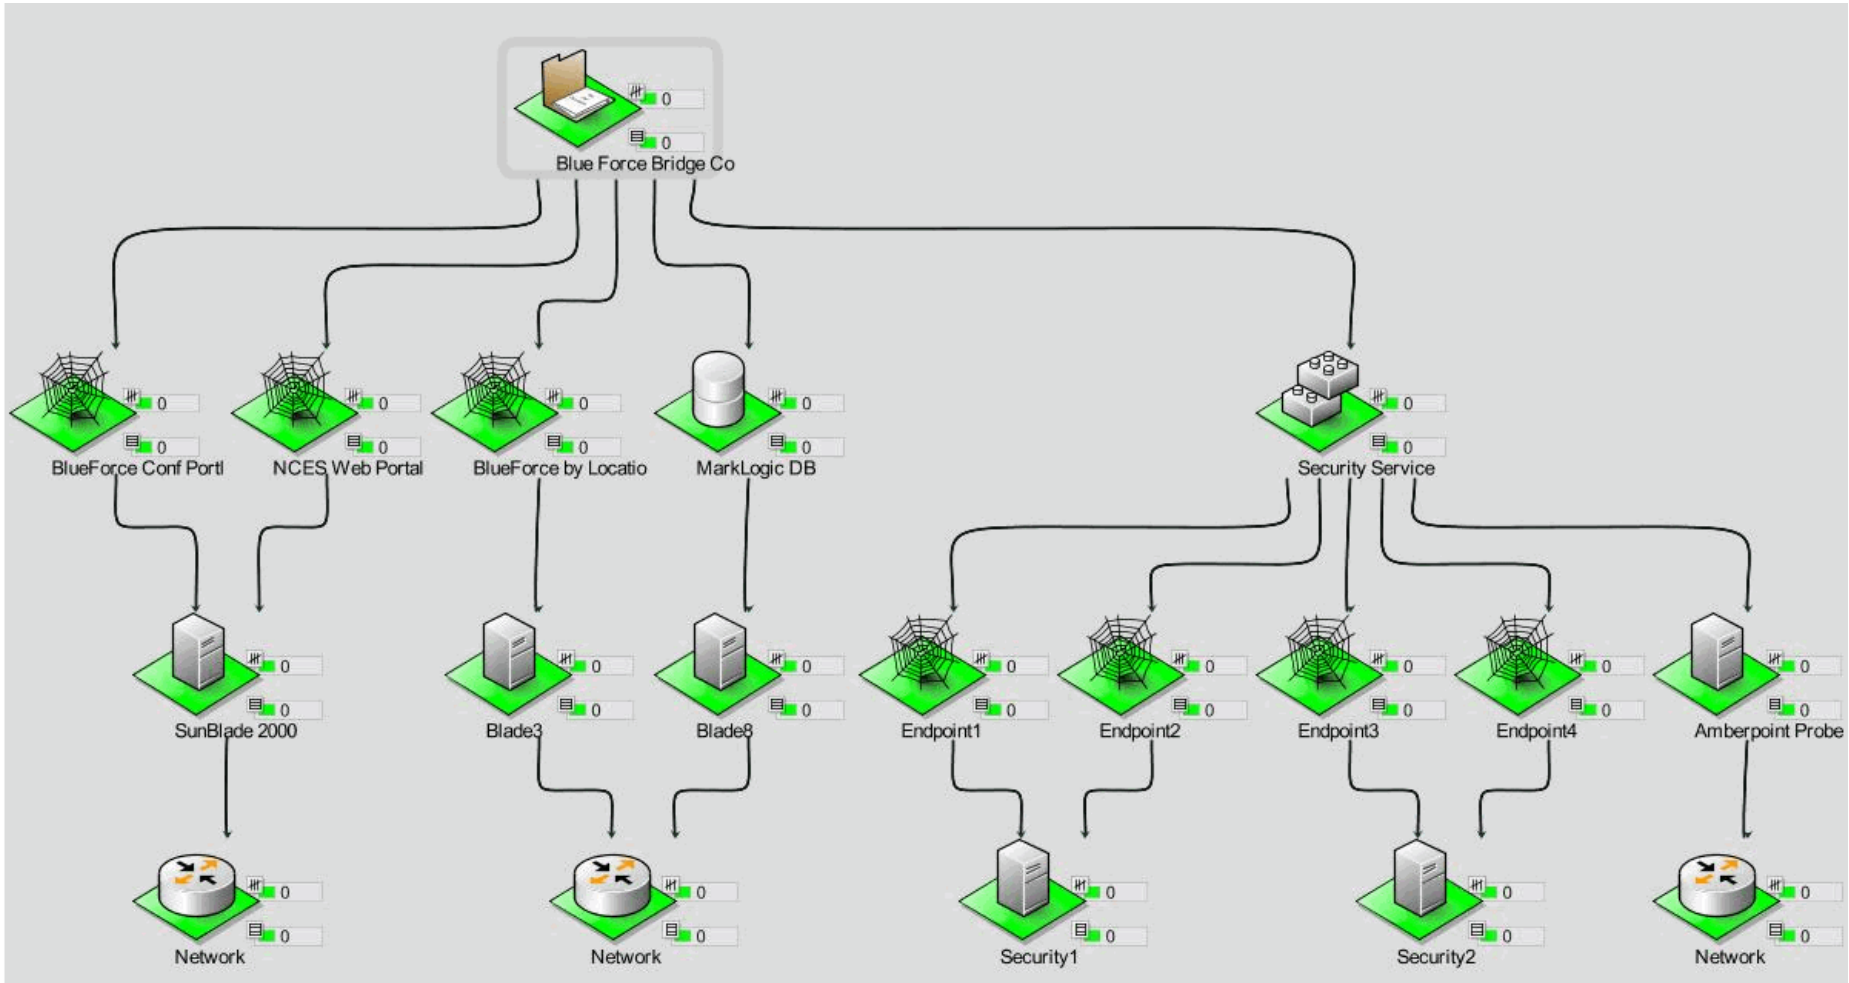 0
0
Blue Force Bridge Co
0 0 0 0 0
0 0 0 0 0
BlueForce Conf Portl NCES Web Portal BlueForce by Locatio MarkLogic DB Security Service
0 0 0 0 0 0 0 0
0 0 0 0 0 0 0 0
SunBlade 2000 Blade3 Blade8 Endpoint1 Endpoint2 Endpoint3 Endpoint4 Amberpoint Probe
0 0 0 0 0
0 0 0 0 0
Network Network Security1 Security2 Network